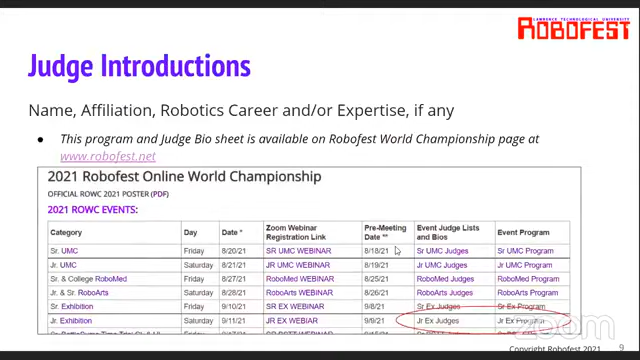 LAWRENCE TECHNOLOGICAL UNIVERSITY
ROBOFEST
Judge Introductions
Name, Affiliation, Robotics Career and/or Expertise, if any
● This program and Judge Bio sheet is available on Robofest World Championship page at
www.robofest.net
2021 Robofest Online World Championship
OFFICIAL ROWC 2021 POSTER (PDF)
2021 ROWC EVENTS:
Category Day Date * Zoom Webinar Registration Link Pre-Meeting Date ** Event Judge Lists and Bios Event Program
Sr. UMC Friday 8/20/21 SR UMC WEBINAR 8/18/21 Sr UMC Judges Sr UMC Program
Jr. UMC Saturday 8/21/21 JR UMC WEBINAR 8/19/21 Jr UMC Judges Jr UMC Program
Sr. & College RoboMed Friday 8/27/21 RoboMed WEBINAR 8/25/21 RoboMed Judges RoboMed Program
Jr. & Sr. RoboArts Saturday 8/28/21 RoboArts WEBINAR 8/26/21 RoboArts Judges RoboArts Program
Sr. Exhibition Friday 9/10/21 SR EX WEBINAR 9/8/21 Sr Ex Judges Sr Ex Program
Jr. Exhibition Saturday 9/11/21 JR EX WEBIAR 9/9/21 Jr Ex Judges Jr Ex Program
zoom
Copyright Robofest 2021 9